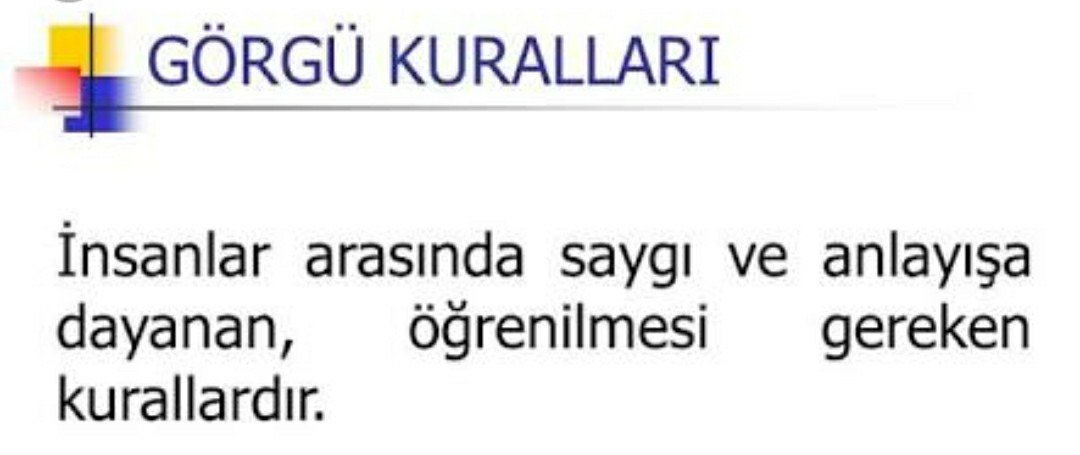 GÖRGÜ KURALLARI
İnsanlar arasında saygı ve anlayışa
dayanan, öğrenilmesi gereken
kurallardır.